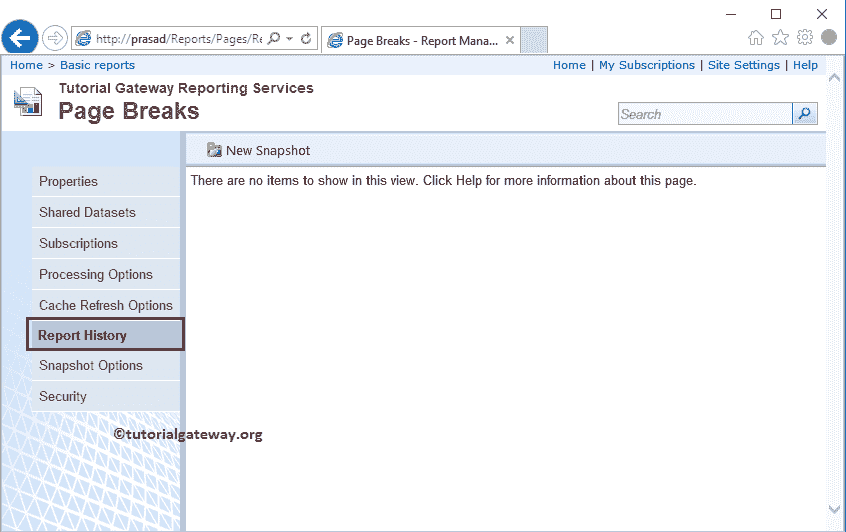 http://prasad/Reports/Pages/Re
Page Breaks - Report Mana...
Home > Basic reports
Home | My Subscriptions | Site Settings | Help
Tutorial Gateway Reporting Services
Page Breaks
Search
New Snapshot
There are no items to show in this view. Click Help for more information about this page.
Properties
Shared Datasets
Subscriptions
Processing Options
Cache Refresh Options
Report History
Snapshot Options
Security
©tutorialgateway.org